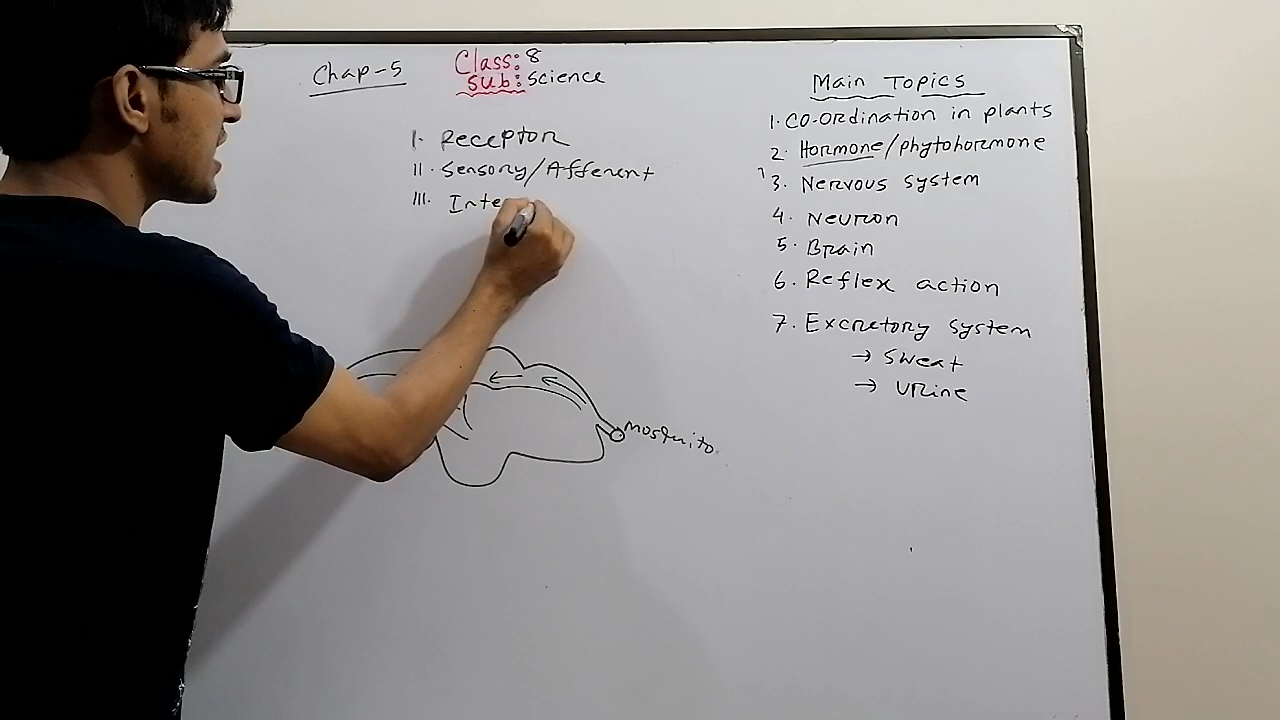 Chap-5
Class: 8
Sub: Science
I. Receptor
II. Sensory/Afferent
III. Inte
mosquito
Main Topics
1. CO-Ordination in plants
2. Hormone/phytohormone
3. Nervous system
4. Neuron
5. Brain
6. Reflex action
7. Excretory system
→ Sweat
→ Urine